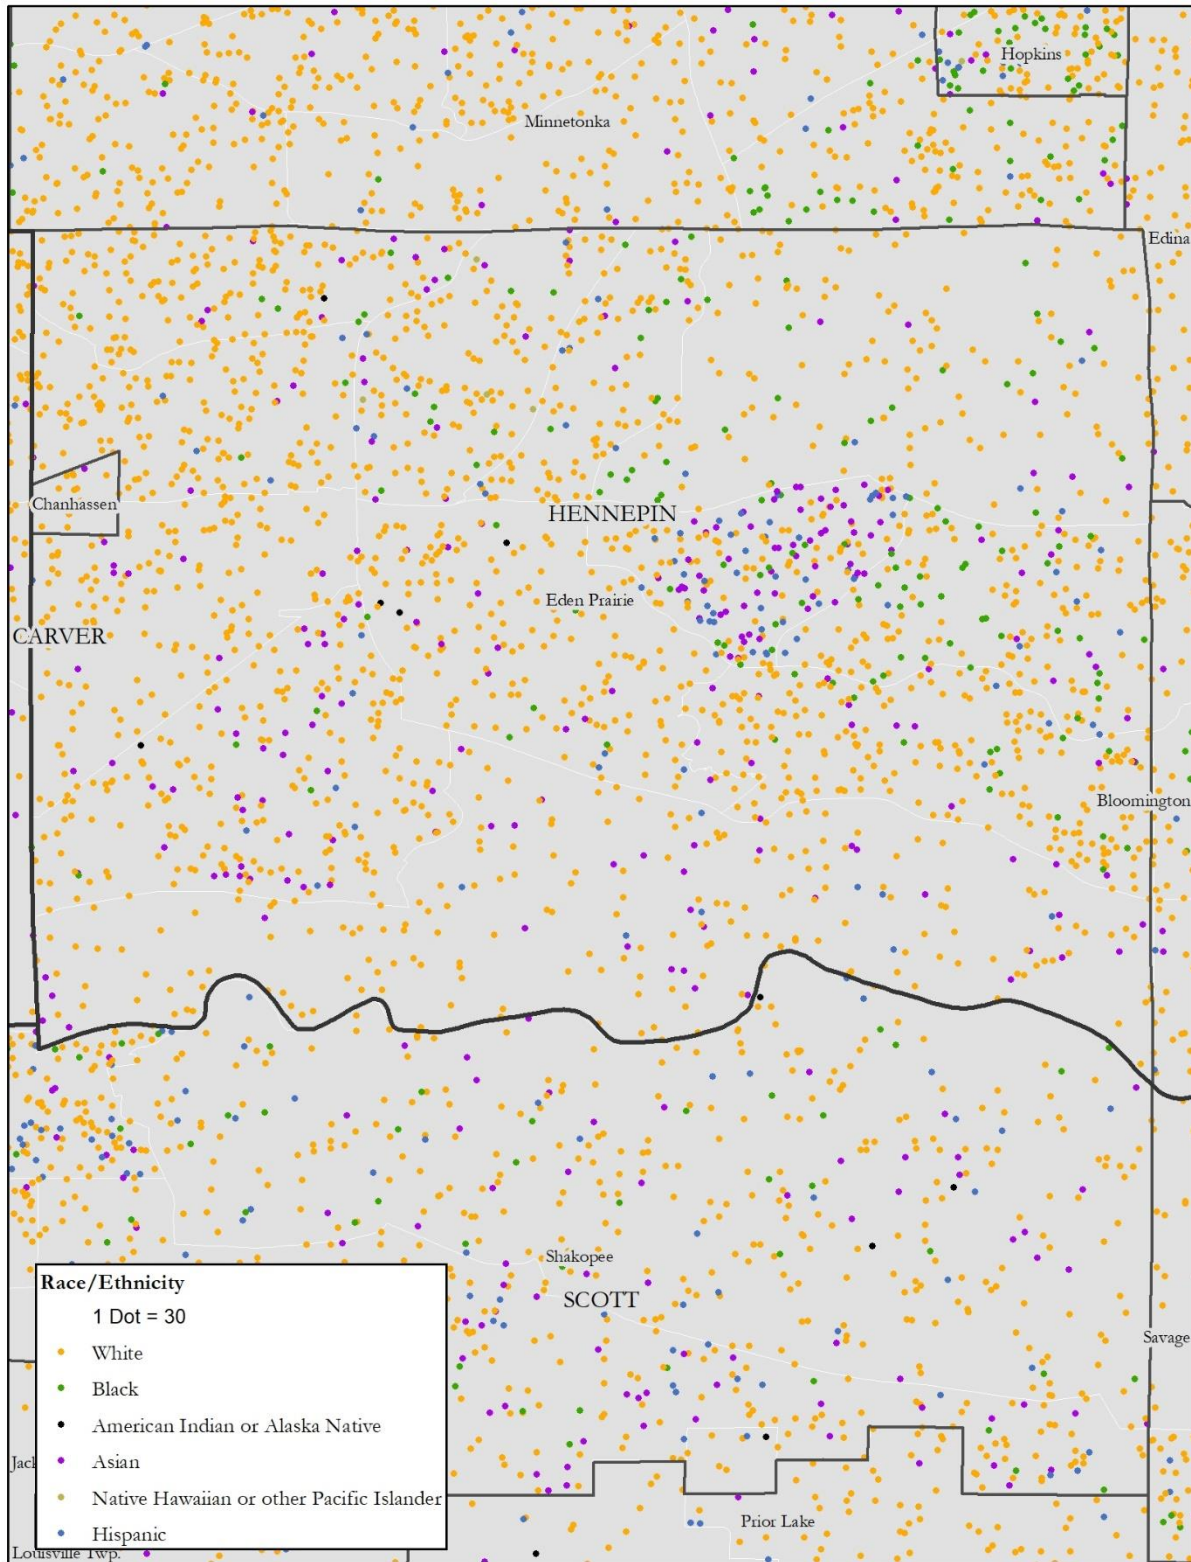 Hopkins
Minnetonka
Edina
Chanhassen
HENNEPIN
Eden Prairie
CARVER
Bloomington
Shakopee
SCOTT
Savage
Prior Lake
Jack
Louisville Twp.
Race/Ethnicity
1 Dot = 30
White
Black
American Indian or Alaska Native
Asian
Native Hawaiian or other Pacific Islander
Hispanic